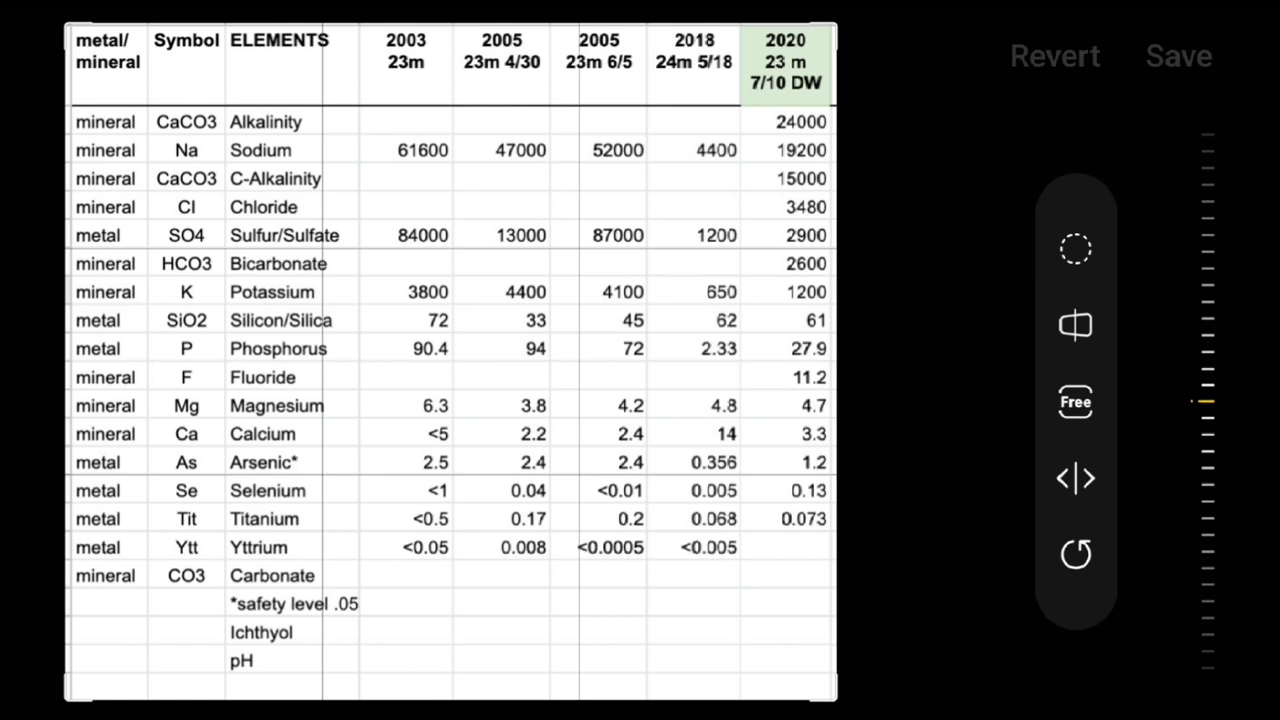 Revert Save
metal/ mineral Symbol ELEMENTS 2003 23m 2005 23m 4/30 2005 23m 6/5 2018 24m 5/18 2020 23 m 7/10 DW
mineral CaCO3 Alkalinity 24000
mineral Na Sodium 61600 47000 52000 4400 19200
mineral CaCO3 C-Alkalinity 15000
mineral Cl Chloride 3480
metal SO4 Sulfur/Sulfate 84000 13000 87000 1200 2900
mineral HCO3 Bicarbonate 2600
mineral K Potassium 3800 4400 4100 650 1200
metal SiO2 Silicon/Silica 72 33 45 62 61
metal P Phosphorus 90.4 94 72 2.33 27.9
mineral F Fluoride 11.2
mineral Mg Magnesium 6.3 3.8 4.2 4.8 4.7
mineral Ca Calcium <5 2.2 2.4 14 3.3
metal As Arsenic* 2.5 2.4 2.4 0.356 1.2
metal Se Selenium <1 0.04 <0.01 0.005 0.13
metal Tit Titanium <0.5 0.17 0.2 0.068 0.073
metal Ytt Yttrium <0.05 0.008 <0.0005 <0.005
mineral CO3 Carbonate
*safety level .05
Ichthyol
pH
Free